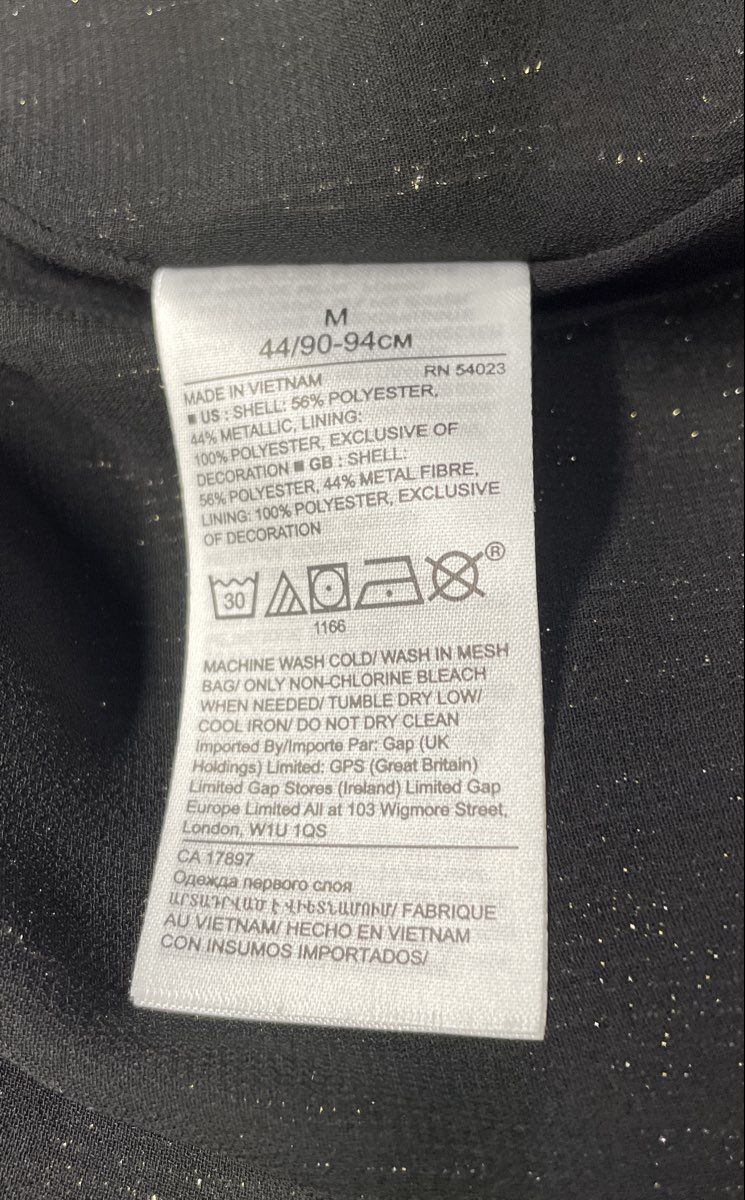 M
44/90-94CM
RN 54023
MADE IN VIETNAM
■ US : SHELL: 56% POLYESTER,
44% METALLIC, LINING:
100% POLYESTER, EXCLUSIVE OF
DECORATION ■ GB : SHELL:
56% POLYESTER, 44% METAL FIBRE,
LINING: 100% POLYESTER, EXCLUSIVE
OF DECORATION
30
®
1166
MACHINE WASH COLD/ WASH IN MESH
BAG/ ONLY NON-CHLORINE BLEACH
WHEN NEEDED/ TUMBLE DRY LOW/
COOL IRON/ DO NOT DRY CLEAN
Imported By/Importe Par: Gap (UK
Holdings) Limited: GPS (Great Britain)
Limited Gap Stores (Ireland) Limited Gap
Europe Limited All at 103 Wigmore Street,
London, W1U 1QS
CA 17897
Одежда первого слоя
ԱՐՏԱԴՐՎԱԾ Է ՎԻԵՏՆԱՄՈՒՄ/ FABRIQUE
AU VIETNAM/ HECHO EN VIETNAM
CON INSUMOS IMPORTADOS/